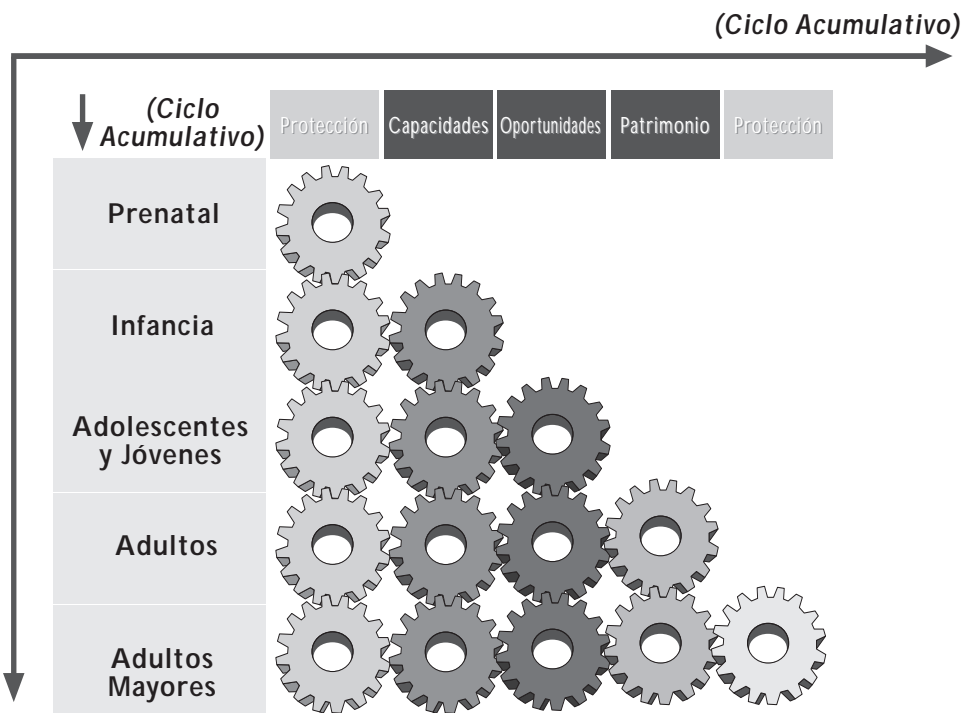 (Ciclo Acumulativo)
(Ciclo
Acumulativo)
Protección Capacidades Oportunidades Patrimonio Protección
Prenatal
Infancia
Adolescentes
y Jóvenes
Adultos
Adultos
Mayores